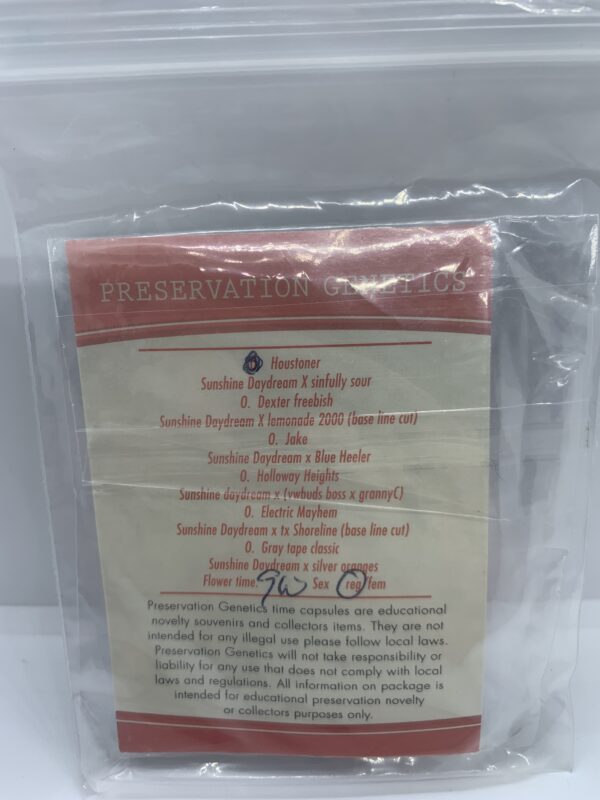 PRESERVATION GENETICS
Houstoner
Sunshine Daydream X sinfully sour
O. Dexter freebish
Sunshine Daydream X lemonade 2000 (base line cut)
O. Jake
Sunshine Daydream x Blue Heeler
O. Holloway Heights
Sunshine daydream x (vwbuds boss x grannyC)
O. Electric Mayhem
Sunshine Daydream x tx Shoreline (base line cut)
O. Gray tape classic
Sunshine Daydream x silver oranges
Flower time: 9W Sex reg/fem
Preservation Genetics time capsules are educational
novelty souvenirs and collectors items. They are not
intended for any illegal use please follow local laws.
Preservation Genetics will not take responsibility or
liability for any use that does not comply with local
laws and regulations. All information on package is
intended for educational preservation novelty
or collectors purposes only.